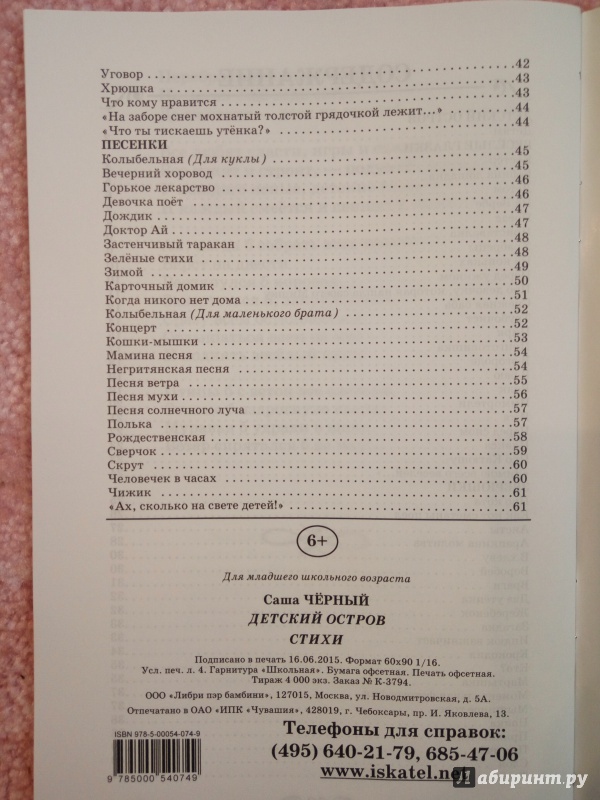 Уговор 42
Хрюшка 43
Что кому нравится 43
«На заборе снег мохнатый толстой грядочкой лежит...» 44
«Что ты тискаешь утёнка?» 44
ПЕСЕНКИ
Колыбельная (Для куклы) 45
Вечерний хоровод 45
Горькое лекарство 46
Девочка поёт 46
Дождик 47
Доктор Ай 47
Застенчивый таракан 48
Зелёные стихи 48
Зимой 49
Карточный домик 50
Когда никого нет дома 51
Колыбельная (Для маленького брата) 52
Концерт 52
Кошки-мышки 53
Мамина песня 54
Негритянская песня 54
Песня ветра 55
Песня мухи 56
Песня солнечного луча 57
Полька 57
Рождественская 58
Сверчок 59
Скрут 60
Человечек в часах 60
Чижик 61
«Ах, сколько на свете детей!» 61
6+
Для младшего школьного возраста
Саша ЧЁРНЫЙ
ДЕТСКИЙ ОСТРОВ
СТИХИ
Подписано в печать 16.06.2015. Формат 60х90 1/16.
Усл. печ. л. 4. Гарнитура «Школьная». Бумага офсетная. Печать офсетная.
Тираж 4 000 экз. Заказ № К-3794.
ООО «Либри пэр бамбини», 127015, Москва, ул. Новодмитровская, д. 5А.
Отпечатано в ОАО «ИПК «Чувашия», 428019, г. Чебоксары, пр. И. Яковлева, 13.
ISBN 978-5-00054-074-9
9 785000 540749
Телефоны для справок:
(495) 640-21-79, 685-47-06
www.iskatel.net
Лабиринт.ру